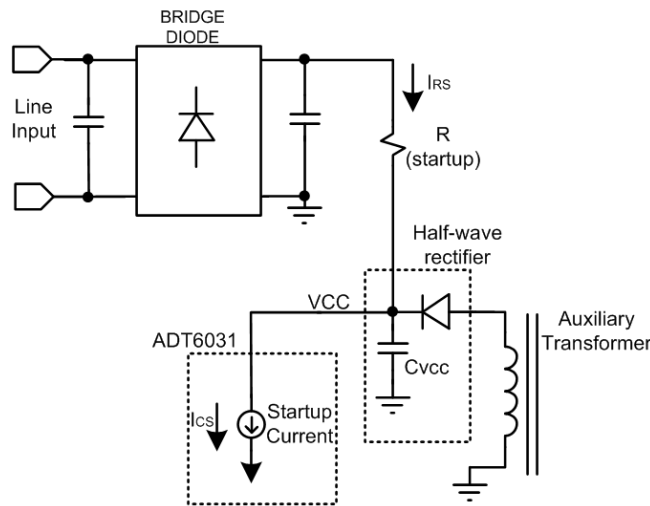 BRIDGE
DIODE
Line
Input
IRS
R
(startup)
Half-wave
rectifier
VCC
Auxiliary
Transformer
ADT6031
Cvcc
ICS
Startup
Current